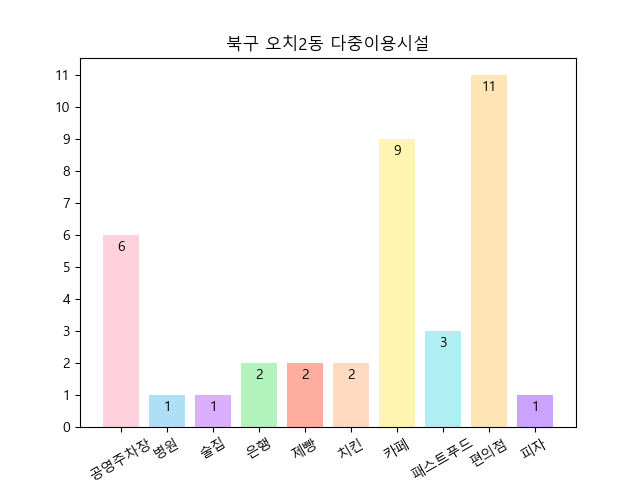 북구 오치2동 다중이용시설
11
10
9
8
7
6
5
4
3
2
1
0
6
1
1
2
2
2
9
3
11
1
공영주차장
병원
술집
은행
제빵
치킨
카페
패스트푸드
편의점
피자